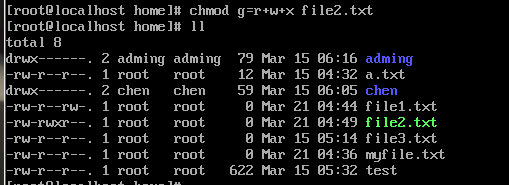 [root@localhost home]# chmod g=r+w+x file2.txt
[root@localhost home]# ll
total 8
drwx------. 2 adming adming  79 Mar 15 06:16 adming
-rw-r--r--. 1 root   root    12 Mar 15 04:32 a.txt
drwx------. 2 chen   chen    59 Mar 15 06:05 chen
-rw-r--rw-. 1 root   root     0 Mar 21 04:44 file1.txt
-rw-rwxr--. 1 root   root     0 Mar 21 04:49 file2.txt
-rw-r--r--. 1 root   root     0 Mar 15 05:14 file3.txt
-rw-r--r--. 1 root   root     0 Mar 21 04:36 myfile.txt
-rw-r--r--. 1 root   root   622 Mar 15 05:32 test
[root@localhost home]#